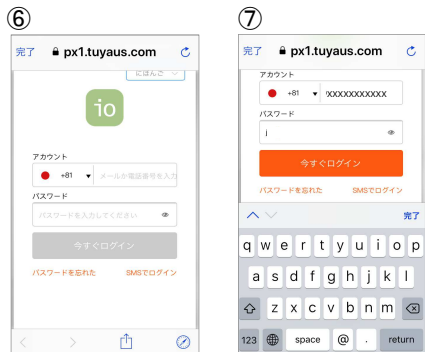 ⑥
完了 px1.tuyaus.com
にほんご
io
アカウント
+81 ▼ メールか電話番号を入力
パスワード
パスワードを入力してください
今すぐログイン
パスワードを忘れた SMSでログイン
⑦
完了 px1.tuyaus.com
アカウント
+81 ▼ XXXXXXXXXXX
パスワード
j
今すぐログイン
パスワードを忘れた SMSでログイン
完了
q w e r t y u i o p
a s d f g h j k l
z x c v b n m
123 space @ . return